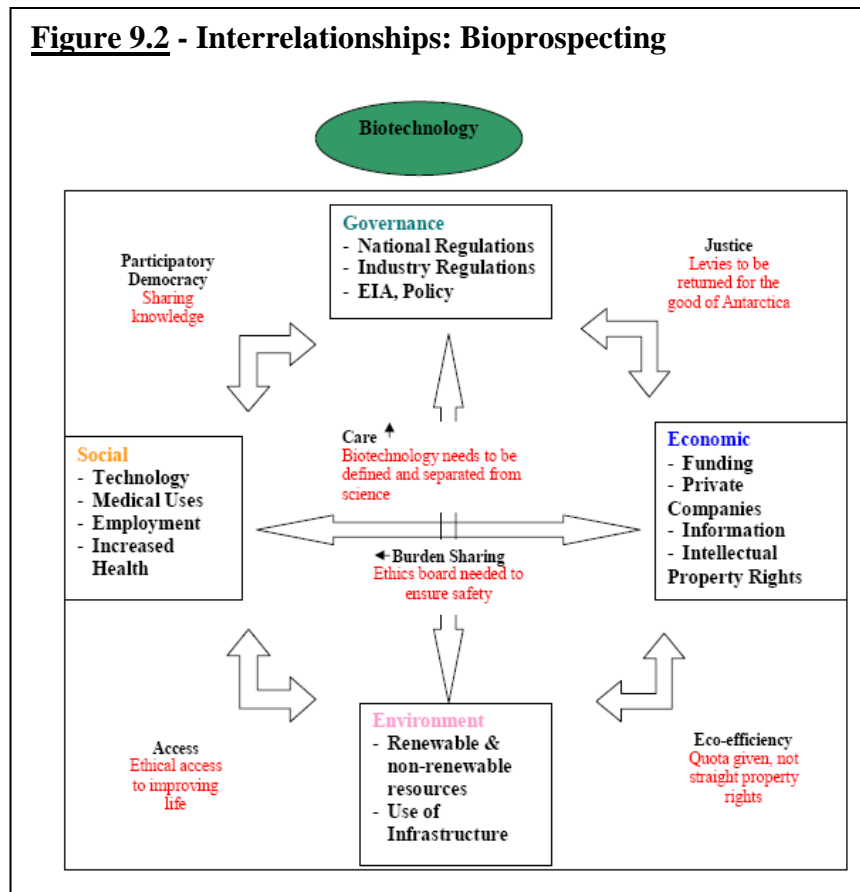 Figure 9.2 - Interrelationships: Bioprospecting
Biotechnology
Governance
- National Regulations
- Industry Regulations
- EIA, Policy
Participatory
Democracy
Sharing
knowledge
Justice
Levies to be
returned for the
good of Antarctica
Social
- Technology
- Medical Uses
- Employment
- Increased
Health
Care
Biotechnology needs to be
defined and separated from
science
Burden Sharing
Ethics board needed to
ensure safety
Economic
- Funding
- Private
Companies
- Information
- Intellectual
Property Rights
Access
Ethical access
to improving
life
Environment
- Renewable &
non-renewable
resources
- Use of
Infrastructure
Eco-efficiency
Quota given, not
straight property
rights